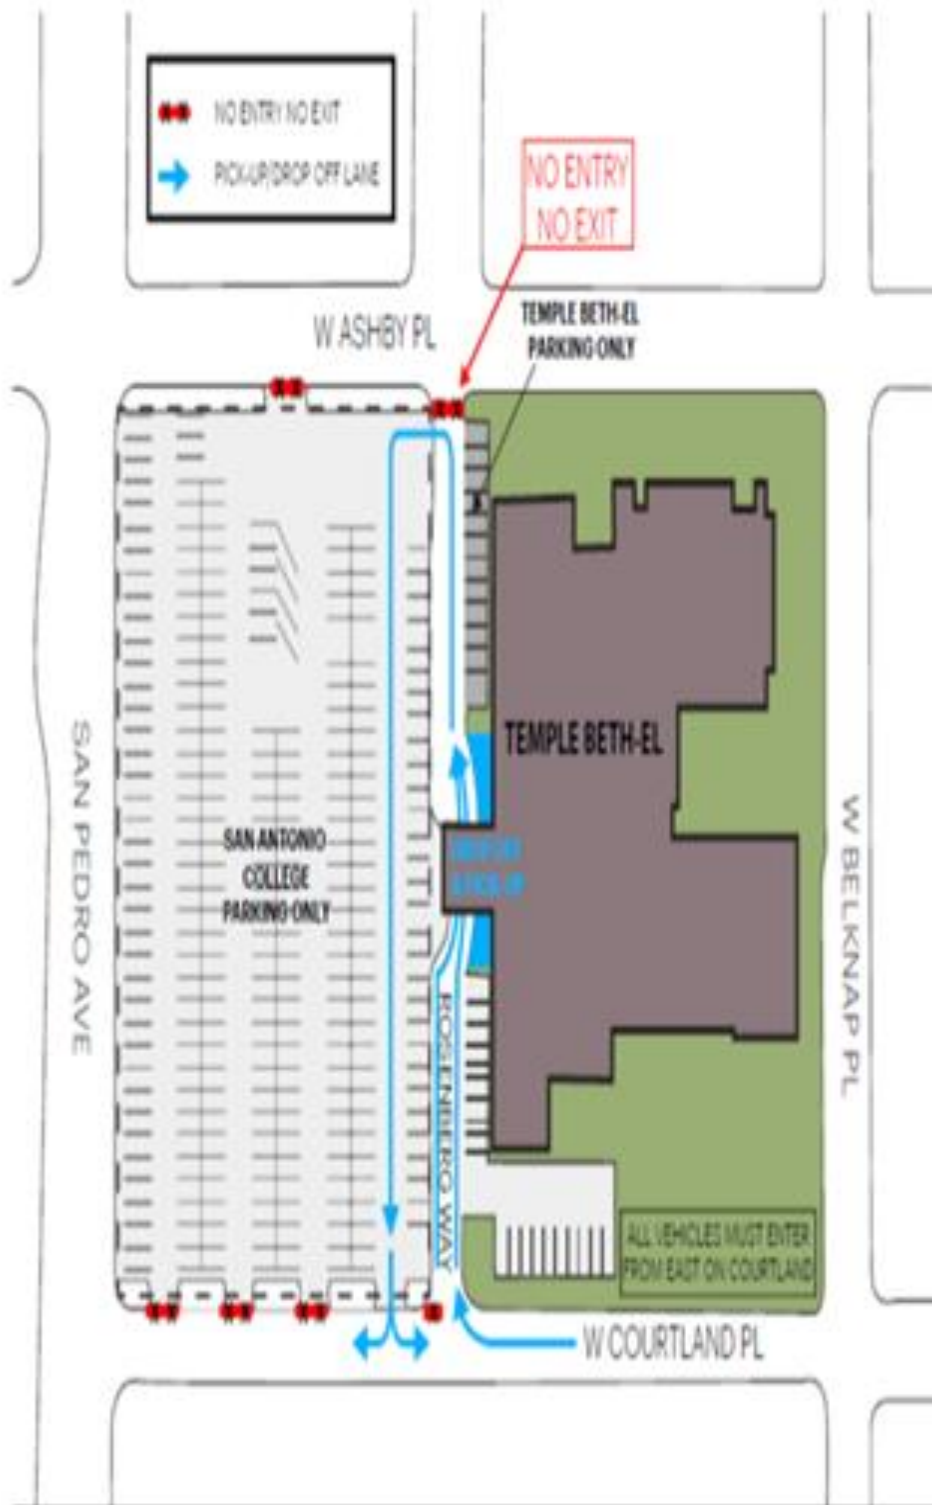 NO ENTRY NO EXIT
PICK-UP/DROP OFF LANE
NO ENTRY
NO EXIT
W ASHBY PL
TEMPLE BETH-EL
PARKING ONLY
TEMPLE BETH-EL
SAN PEDRO AVE
SAN ANTONIO
COLLEGE
PARKING ONLY
W BELKNAP PL
ROSENBERG WAY
ALL VEHICLES MUST ENTER
FROM EAST ON COURTLAND
W COURTLAND PL